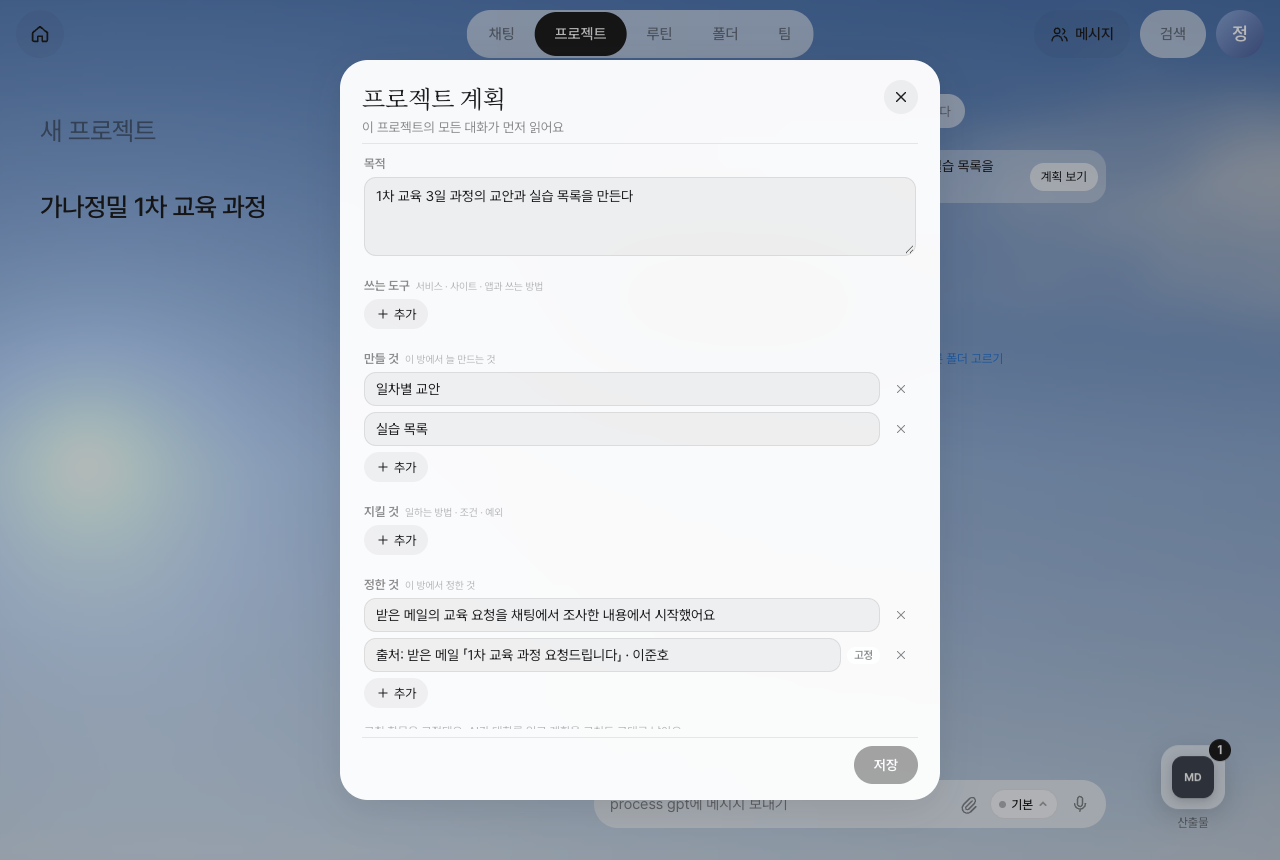 채팅
프로젝트
루틴
폴더
팀
메시지
검색
정
새 프로젝트
가나정밀 1차 교육 과정
다
습 목록을
계획 보기
폴더 고르기
프로젝트 계획
이 프로젝트의 모든 대화가 먼저 읽어요
목적
1차 교육 3일 과정의 교안과 실습 목록을 만든다
쓰는 도구 서비스 · 사이트 · 앱과 쓰는 방법
+ 추가
만들 것 이 방에서 늘 만드는 것
일차별 교안
실습 목록
+ 추가
지킬 것 일하는 방법 · 조건 · 예외
+ 추가
정한 것 이 방에서 정한 것
받은 메일의 교육 요청을 채팅에서 조사한 내용에서 시작했어요
출처: 받은 메일 「1차 교육 과정 요청드립니다」 · 이준호
고정
+ 추가
저장
process gpt에 메시지 보내기
기본
1
MD
산출물